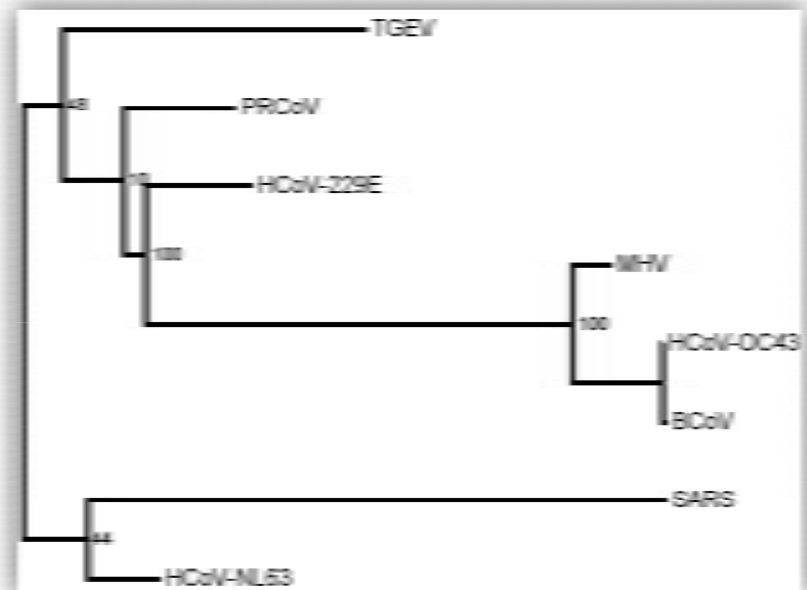 TGEV
48
PRCoV
HCoV-229E
100
MHV
100
HCoV-OC43
BCoV
SARS
44
HCoV-NL63